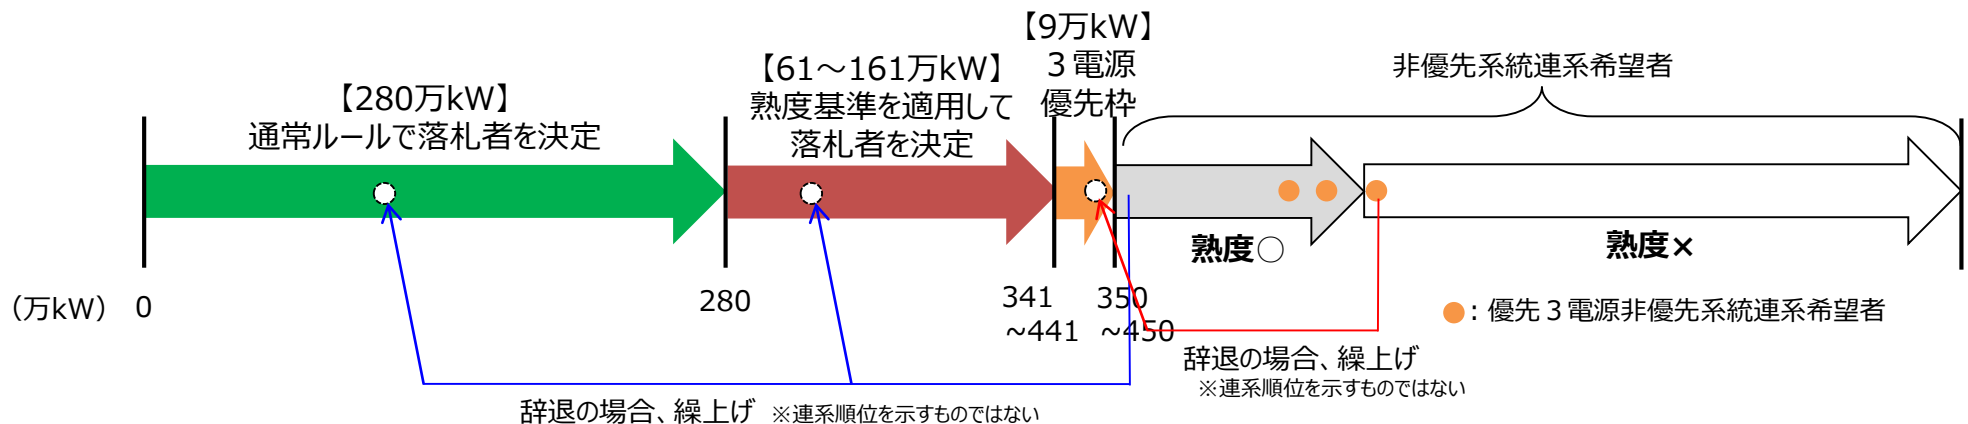 【280万kW】
通常ルールで落札者を決定
【61～161万kW】
熟度基準を適用して
落札者を決定
【9万kW】
３電源
優先枠
非優先系統連系希望者
熟度○
熟度×
（万kW） 0
280
341
~441
350
~450
：優先３電源非優先系統連系希望者
辞退の場合、繰上げ
※連系順位を示すものではない
辞退の場合、繰上げ ※連系順位を示すものではない